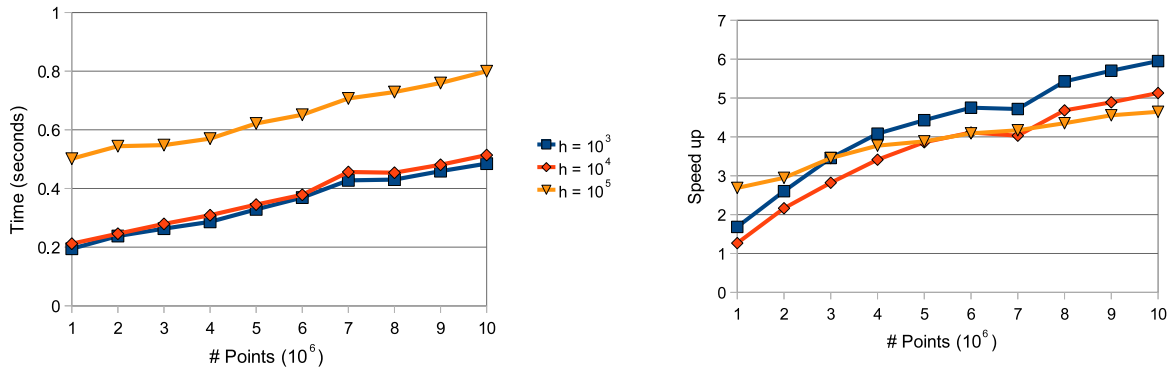 1
0.8
0.6
0.4
0.2
0
Time (seconds)
1 2 3 4 5 6 7 8 9 10
# Points (10^6)
h = 10^3
h = 10^4
h = 10^5
7
6
5
4
3
2
1
0
Speed up
1 2 3 4 5 6 7 8 9 10
# Points (10^6)